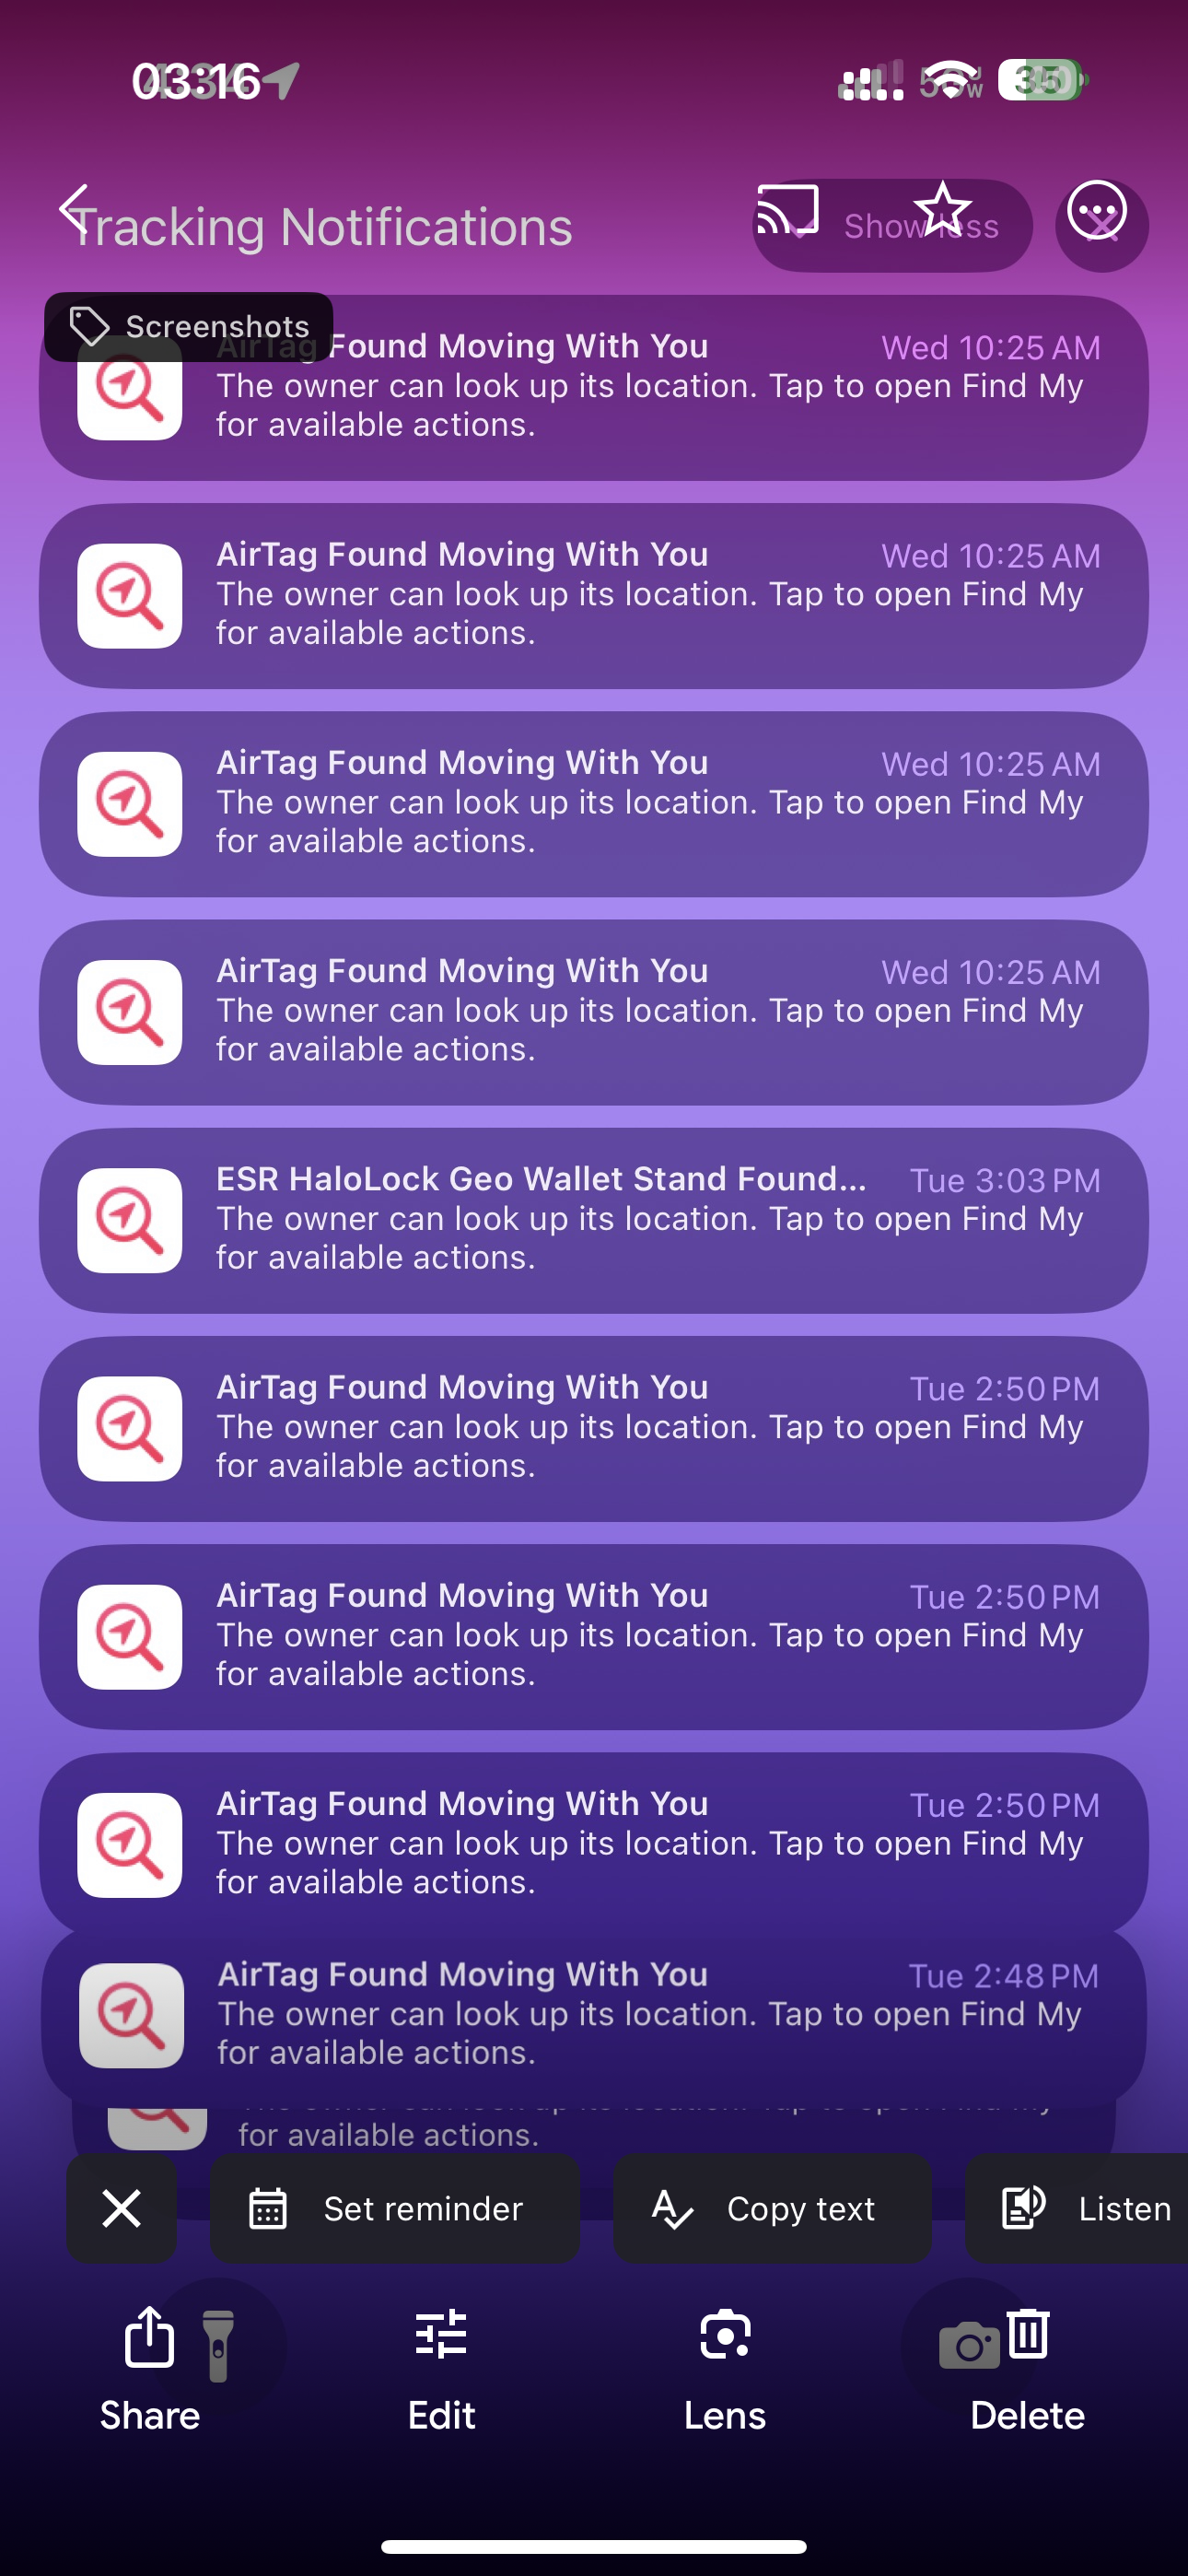 03:16
Tracking Notifications
Show less
Screenshots
AirTag Found Moving With You Wed 10:25 AM
The owner can look up its location. Tap to open Find My
for available actions.
AirTag Found Moving With You Wed 10:25 AM
The owner can look up its location. Tap to open Find My
for available actions.
AirTag Found Moving With You Wed 10:25 AM
The owner can look up its location. Tap to open Find My
for available actions.
AirTag Found Moving With You Wed 10:25 AM
The owner can look up its location. Tap to open Find My
for available actions.
ESR HaloLock Geo Wallet Stand Found... Tue 3:03 PM
The owner can look up its location. Tap to open Find My
for available actions.
AirTag Found Moving With You Tue 2:50 PM
The owner can look up its location. Tap to open Find My
for available actions.
AirTag Found Moving With You Tue 2:50 PM
The owner can look up its location. Tap to open Find My
for available actions.
AirTag Found Moving With You Tue 2:50 PM
The owner can look up its location. Tap to open Find My
for available actions.
AirTag Found Moving With You Tue 2:48 PM
The owner can look up its location. Tap to open Find My
for available actions.
for available actions.
Set reminder Copy text Listen
Share Edit Lens Delete